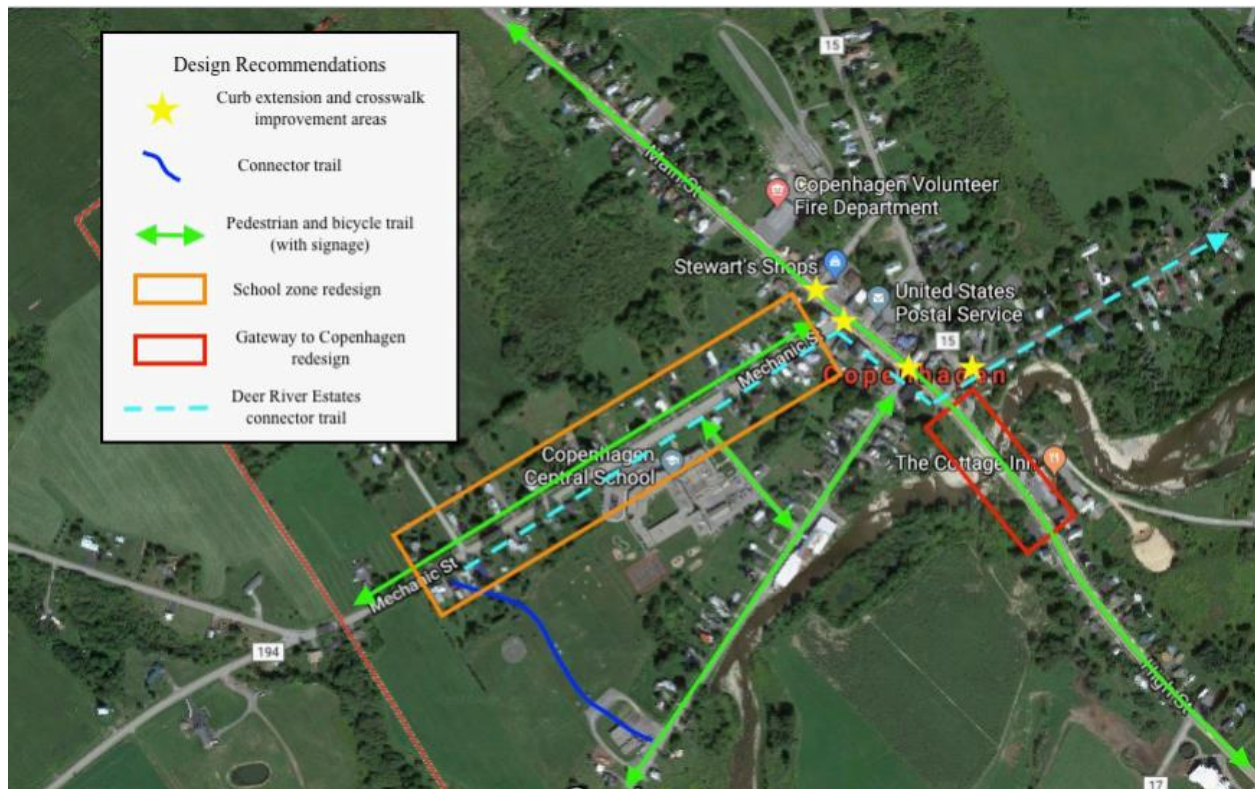 Design Recommendations
Curb extension and crosswalk
improvement areas
Connector trail
Pedestrian and bicycle trail
(with signage)
School zone redesign
Gateway to Copenhagen
redesign
Deer River Estates
connector trail
15
Main St
Copenhagen Volunteer
Fire Department
Stewart's Shops
United States
Postal Service
15
Mechanic St
Copenhagen
Copenhagen
Central School
The Cottage Inn
Mechanic St
194
High St
17